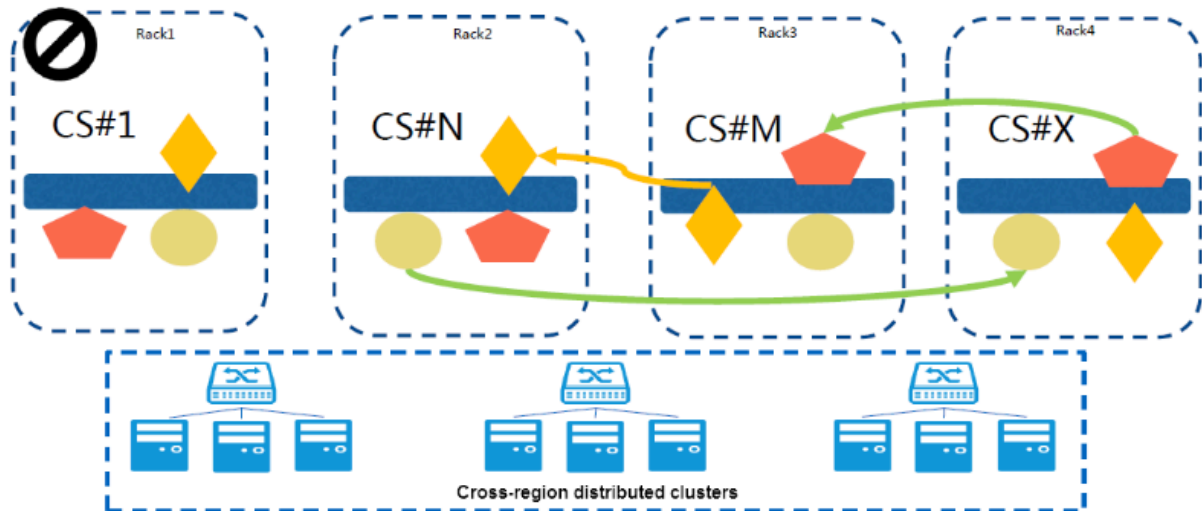 Rack1
Rack2
Rack3
Rack4
CS#1
CS#N
CS#M
CS#X
Cross-region distributed clusters